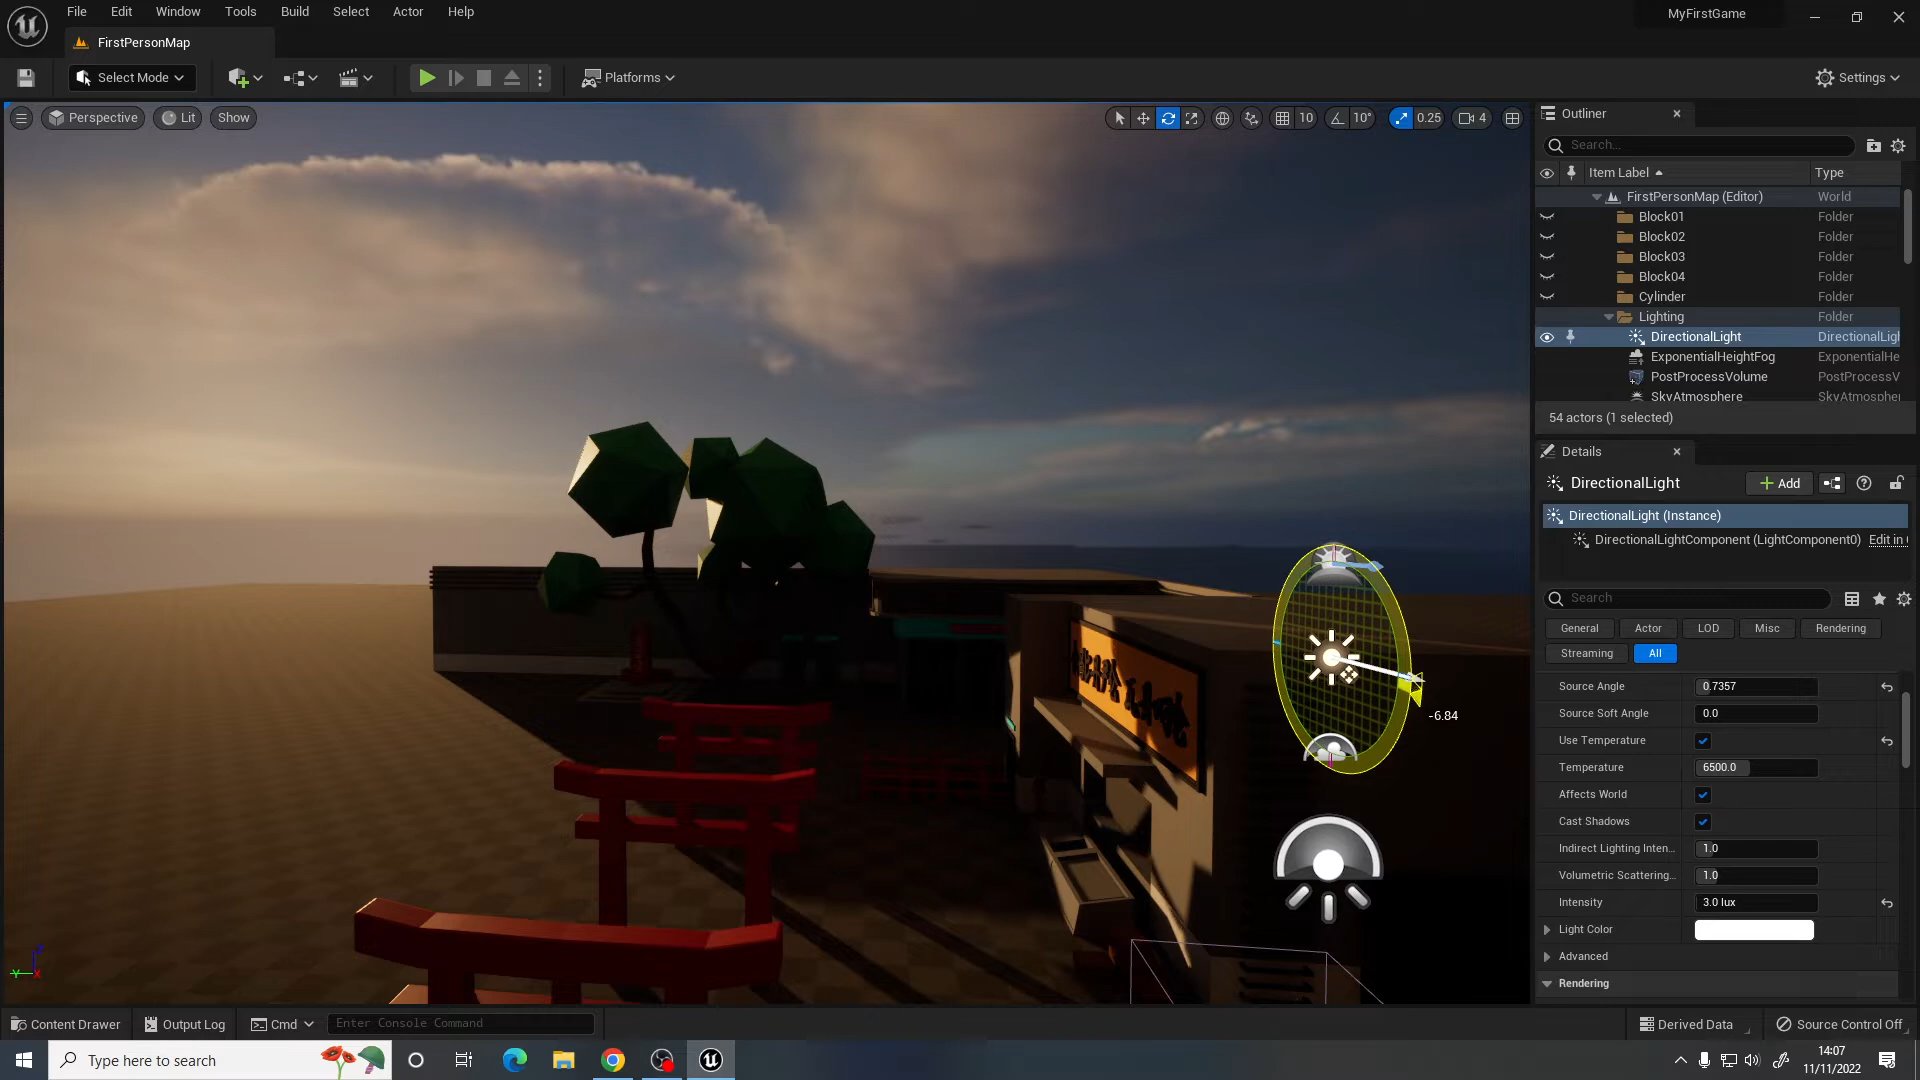 File Edit Window Tools Build Select Actor Help
MyFirstGame
FirstPersonMap
Select Mode
Platforms
Settings
Perspective Lit Show
10 10° 0.25 4
Outliner
Search...
Item Label Type
FirstPersonMap (Editor) World
Block01 Folder
Block02 Folder
Block03 Folder
Block04 Folder
Cylinder Folder
Lighting Folder
DirectionalLight DirectionalLigh
ExponentialHeightFog ExponentialHe
PostProcessVolume PostProcessV
SkyAtmosphere SkyAtmospher
54 actors (1 selected)
Details
DirectionalLight
Add
DirectionalLight (Instance)
DirectionalLightComponent (LightComponent0) Edit in
Search
General Actor LOD Misc Rendering
Streaming All
Source Angle 0.7357
Source Soft Angle 0.0
Use Temperature
Temperature 6500.0
Affects World
Cast Shadows
Indirect Lighting Inten... 1.0
Volumetric Scattering... 1.0
Intensity 3.0 lux
Light Color
Advanced
Rendering
-6.84
Content Drawer Output Log Cmd Enter Console Command
Derived Data Source Control Off
Type here to search
14:07
11/11/2022